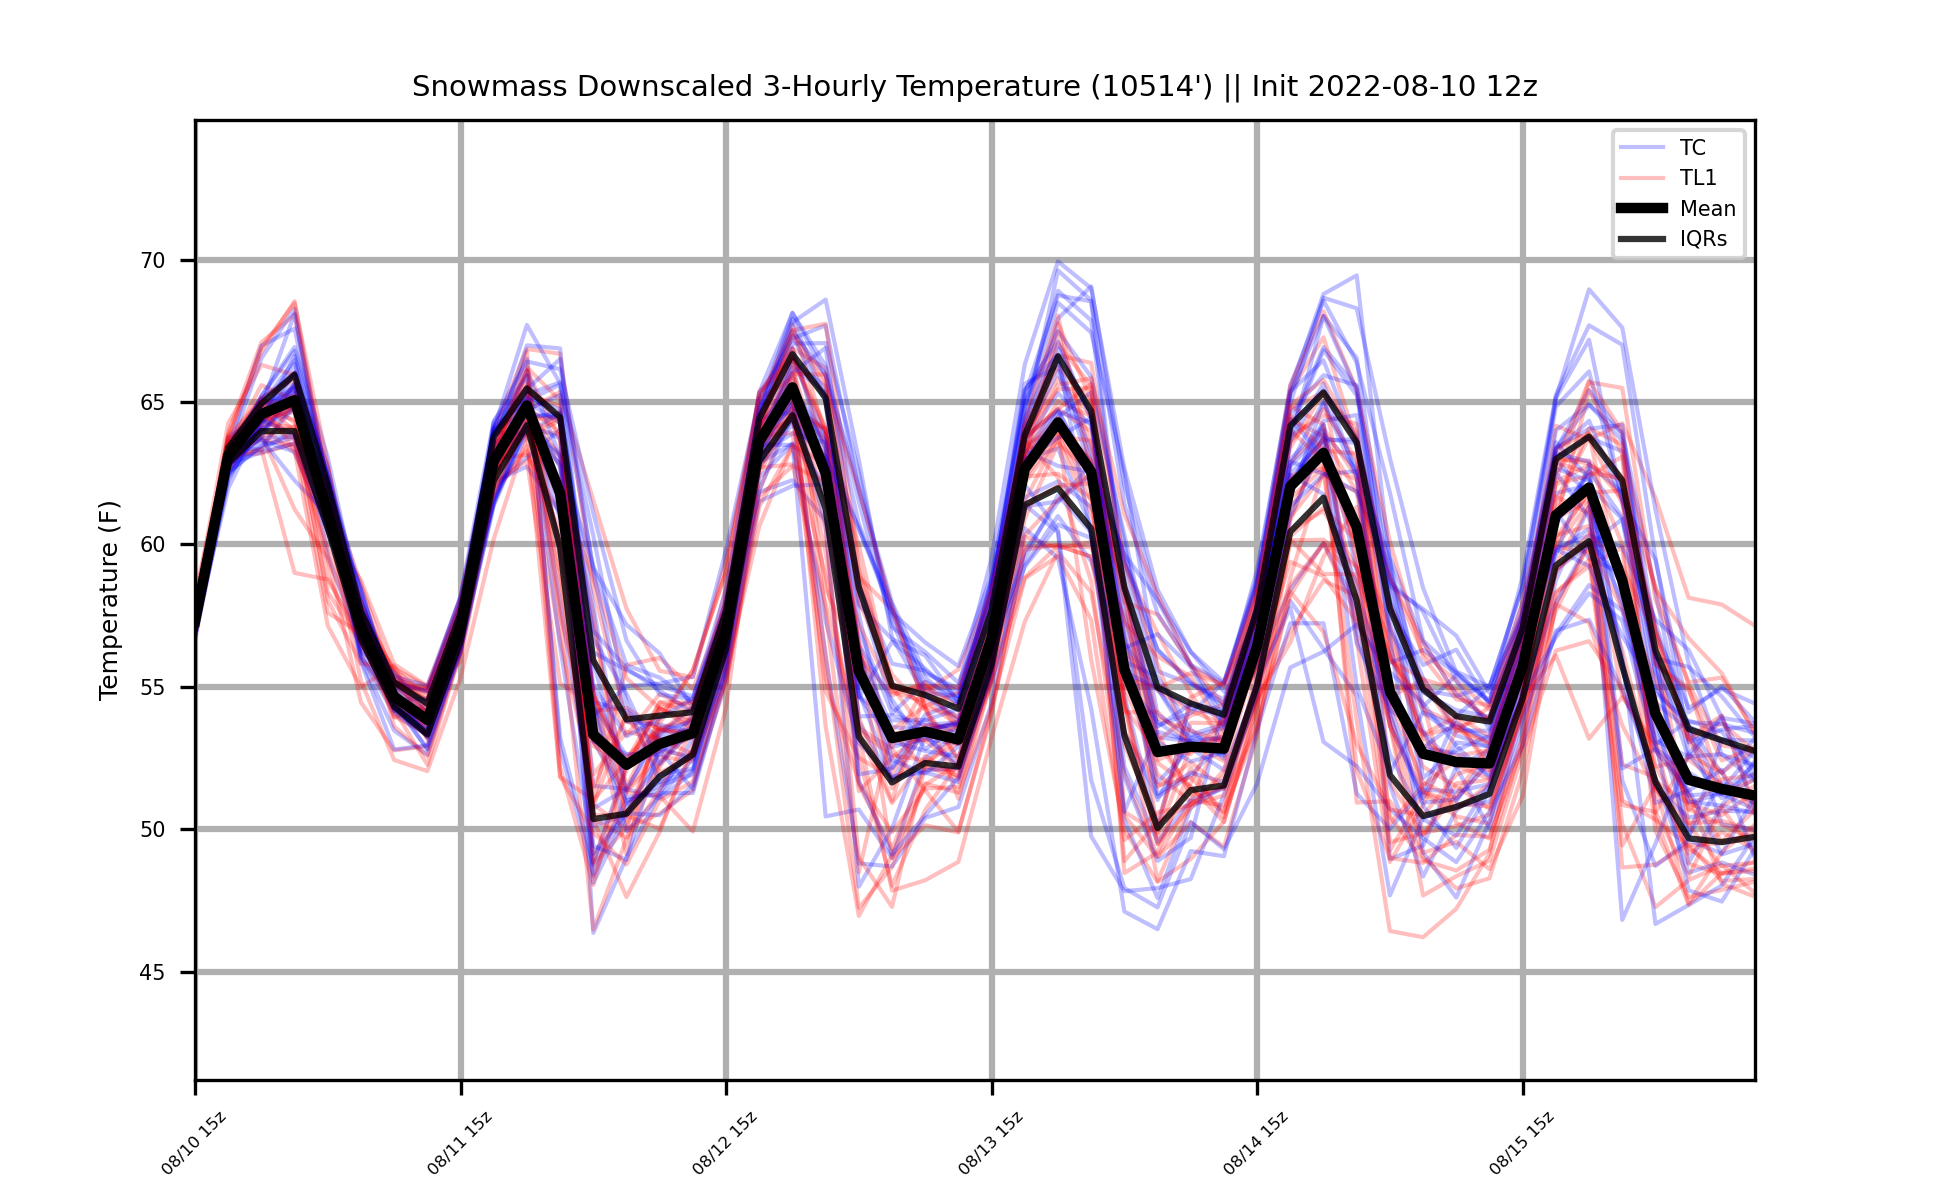 Snowmass Downscaled 3-Hourly Temperature (10514') || Init 2022-08-10 12z
TC
TL1
Mean
IQRs
Temperature (F)
70
65
60
55
50
45
08/10 15z
08/11 15z
08/12 15z
08/13 15z
08/14 15z
08/15 15z